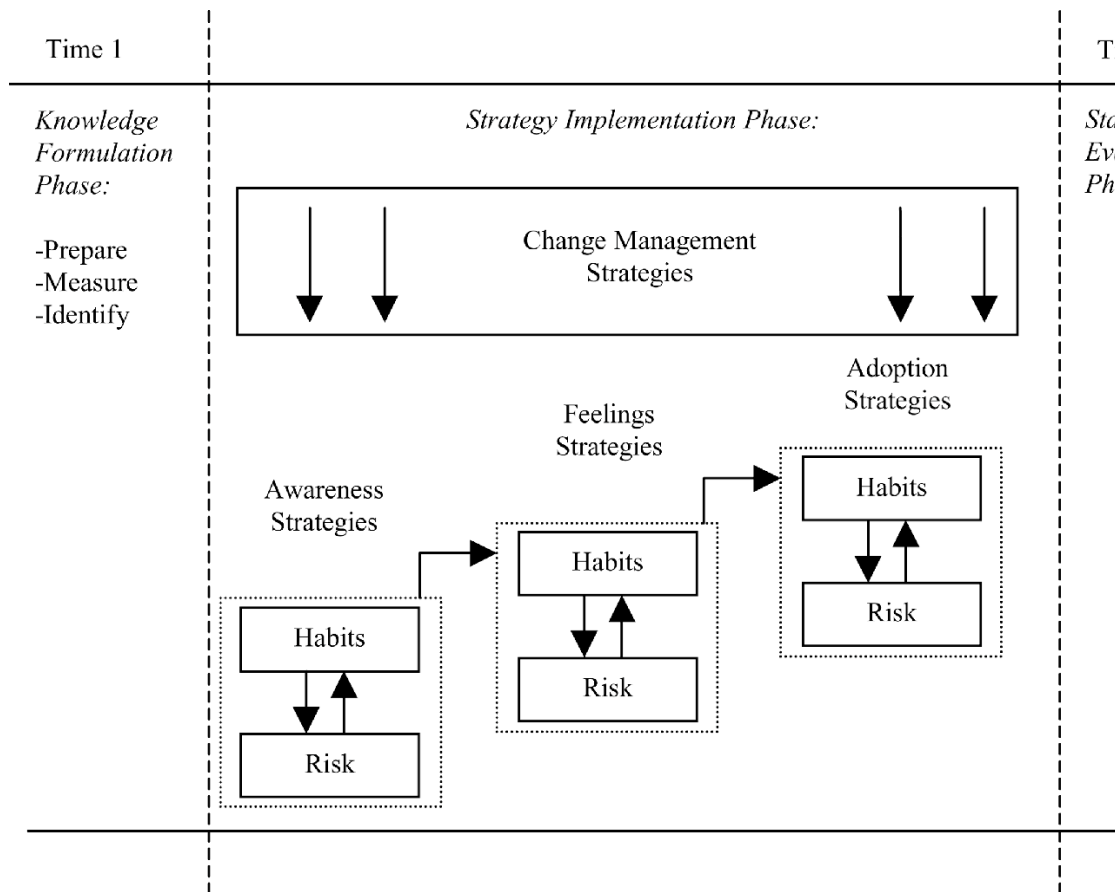 Time 1
Knowledge
Formulation
Phase:
-Prepare
-Measure
-Identify
Strategy Implementation Phase:
Change Management
Strategies
Awareness
Strategies
Habits
Risk
Feelings
Strategies
Habits
Risk
Adoption
Strategies
Habits
Risk